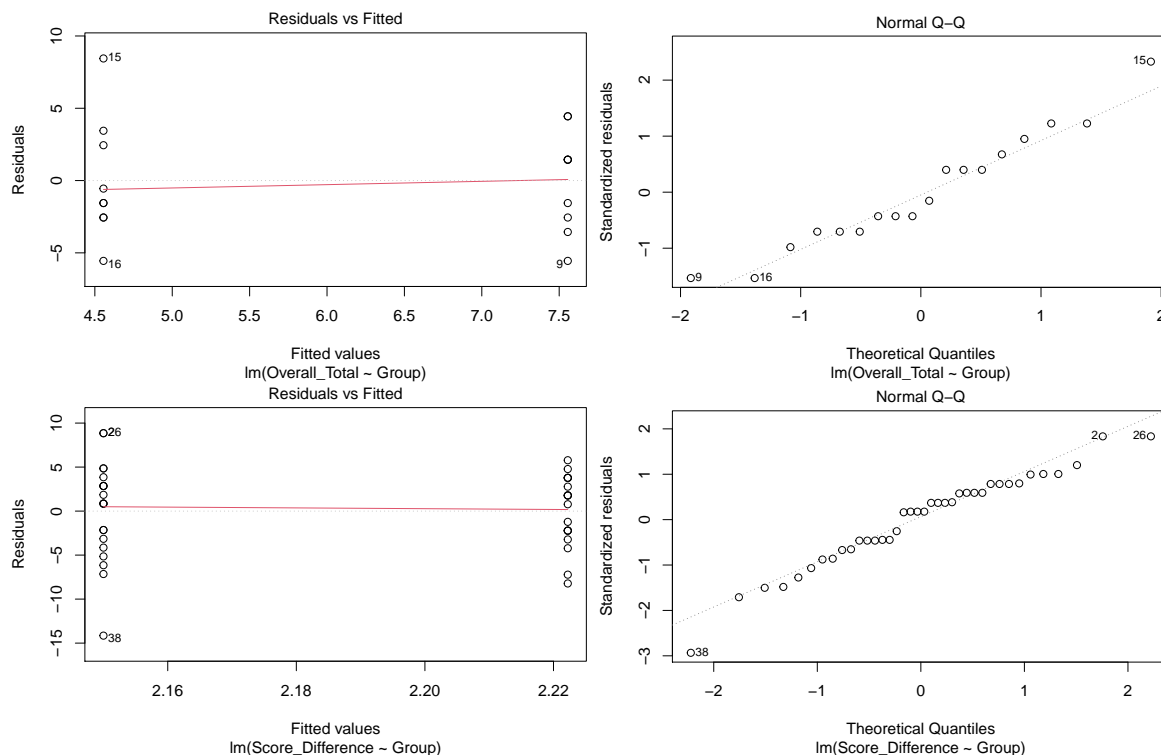 Residuals vs Fitted
10
5
0
−5
Residuals
15
16
9
4.5 5.0 5.5 6.0 6.5 7.0 7.5
Fitted values
lm(Overall_Total ~ Group)
Normal Q−Q
2
1
0
−1
Standardized residuals
15
9
16
−2 −1 0 1 2
Theoretical Quantiles
lm(Overall_Total ~ Group)
Residuals vs Fitted
10
5
0
−5
−10
−15
Residuals
26
38
2.16 2.18 2.20 2.22
Fitted values
lm(Score_Difference ~ Group)
Normal Q−Q
2
1
0
−1
−2
−3
Standardized residuals
2
26
38
−2 −1 0 1 2
Theoretical Quantiles
lm(Score_Difference ~ Group)